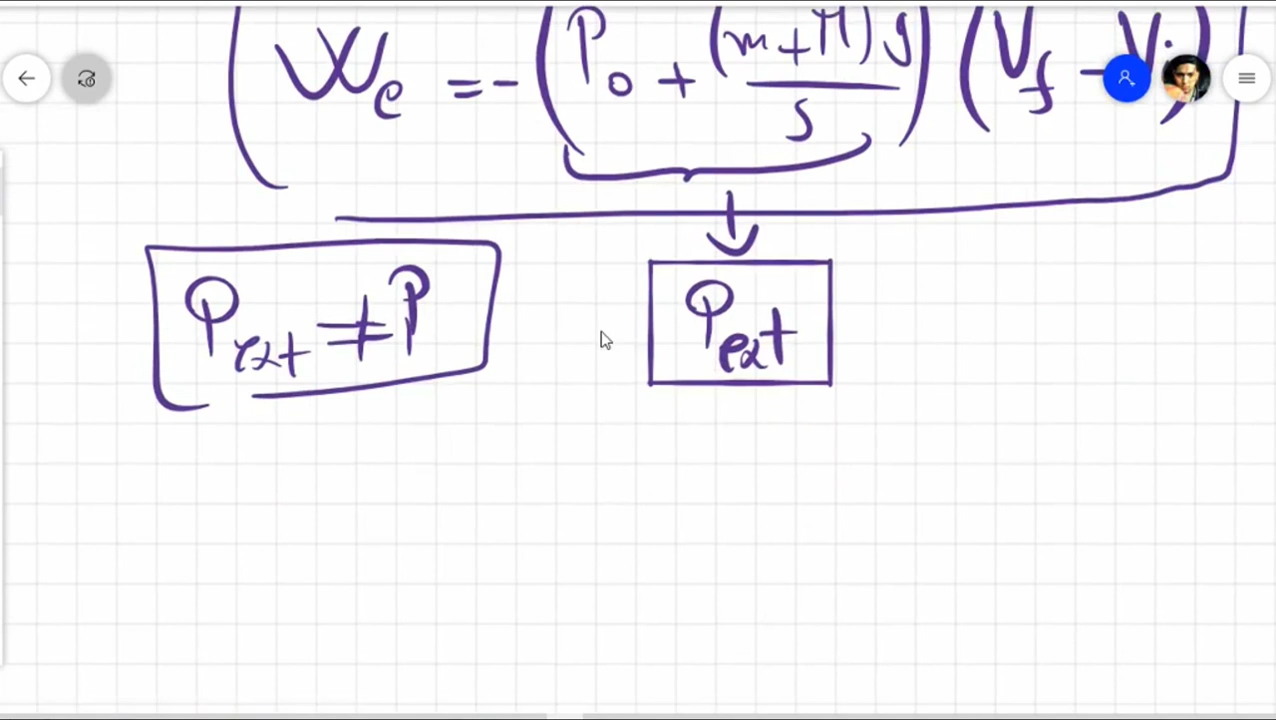 W_e = - (P_0 + (m + M) g / S) (V_f - V_i)
P_ext ≠ P
P_ext